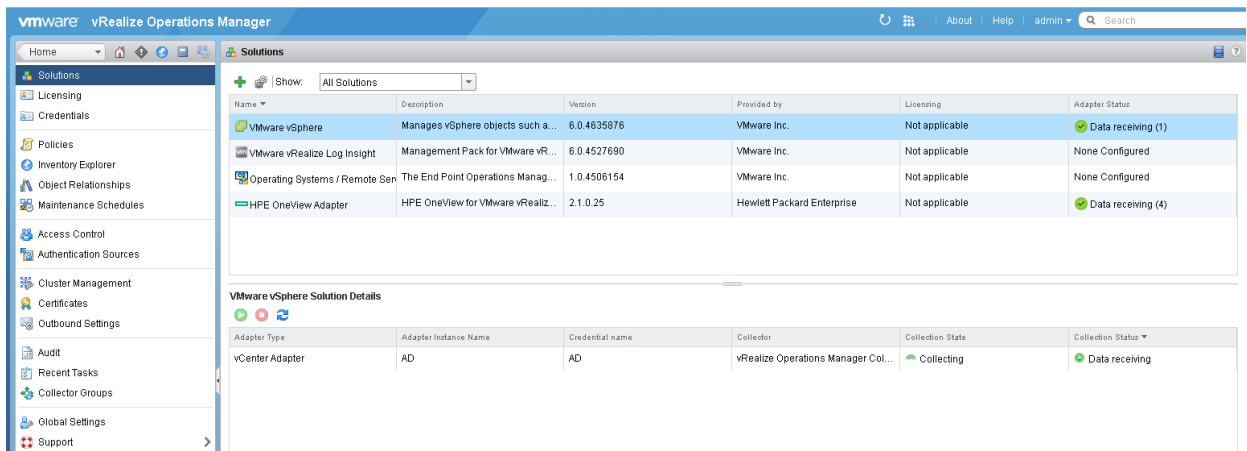 vmware vRealize Operations Manager
About Help admin Search
Home
Solutions
Licensing
Credentials
Policies
Inventory Explorer
Object Relationships
Maintenance Schedules
Access Control
Authentication Sources
Cluster Management
Certificates
Outbound Settings
Audit
Recent Tasks
Collector Groups
Global Settings
Support
Solutions
Show: All Solutions
Name Description Version Provided by Licensing Adapter Status
VMware vSphere Manages vSphere objects such a... 6.0.4635876 VMware Inc. Not applicable Data receiving (1)
VMware vRealize Log Insight Management Pack for VMware vR... 6.0.4527690 VMware Inc. Not applicable None Configured
Operating Systems / Remote Ser The End Point Operations Manag... 1.0.4506154 VMware Inc. Not applicable None Configured
HPE OneView Adapter HPE OneView for VMware vRealiz... 2.1.0.25 Hewlett Packard Enterprise Not applicable Data receiving (4)
VMware vSphere Solution Details
Adapter Type Adapter Instance Name Credential name Collector Collection State Collection Status
vCenter Adapter AD AD vRealize Operations Manager Col... Collecting Data receiving